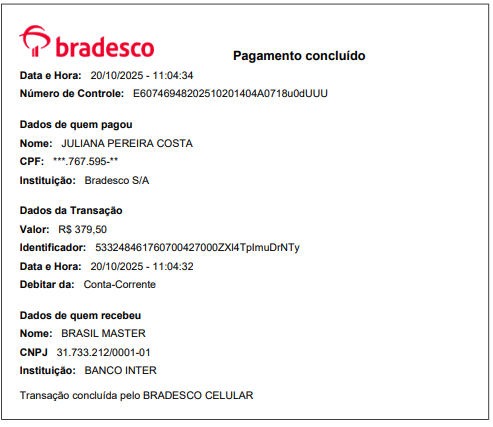 bradesco
Pagamento concluído
Data e Hora: 20/10/2025 - 11:04:34
Número de Controle: E60746948202510201404A0718u0dUUU
Dados de quem pagou
Nome: JULIANA PEREIRA COSTA
CPF: ***.767.595-**
Instituição: Bradesco S/A
Dados da Transação
Valor: R$ 379,50
Identificador: 533248461760700427000ZXl4TpImuDrNTy
Data e Hora: 20/10/2025 - 11:04:32
Debitar da: Conta-Corrente
Dados de quem recebeu
Nome: BRASIL MASTER
CNPJ 31.733.212/0001-01
Instituição: BANCO INTER
Transação concluída pelo BRADESCO CELULAR